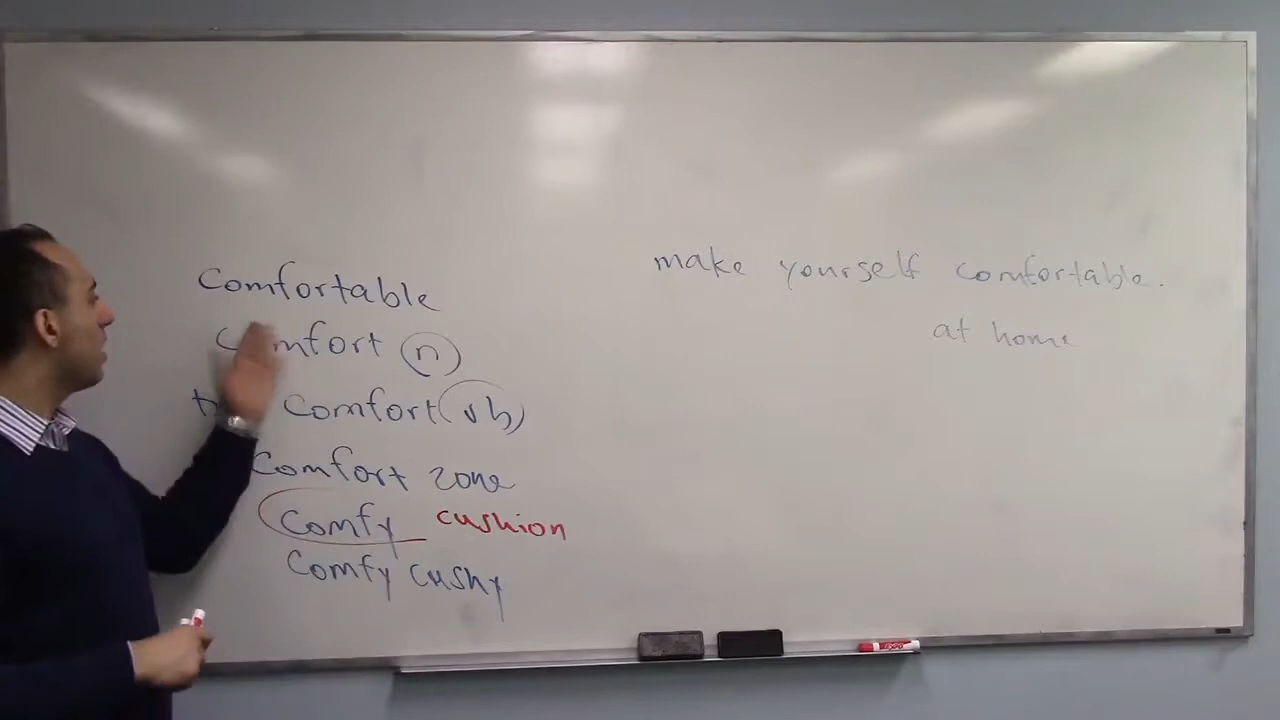 Comfortable
Comfort (n)
to Comfort (vb)
Comfort zone
Comfy cushion
Comfy cushy
make yourself comfortable.
at home